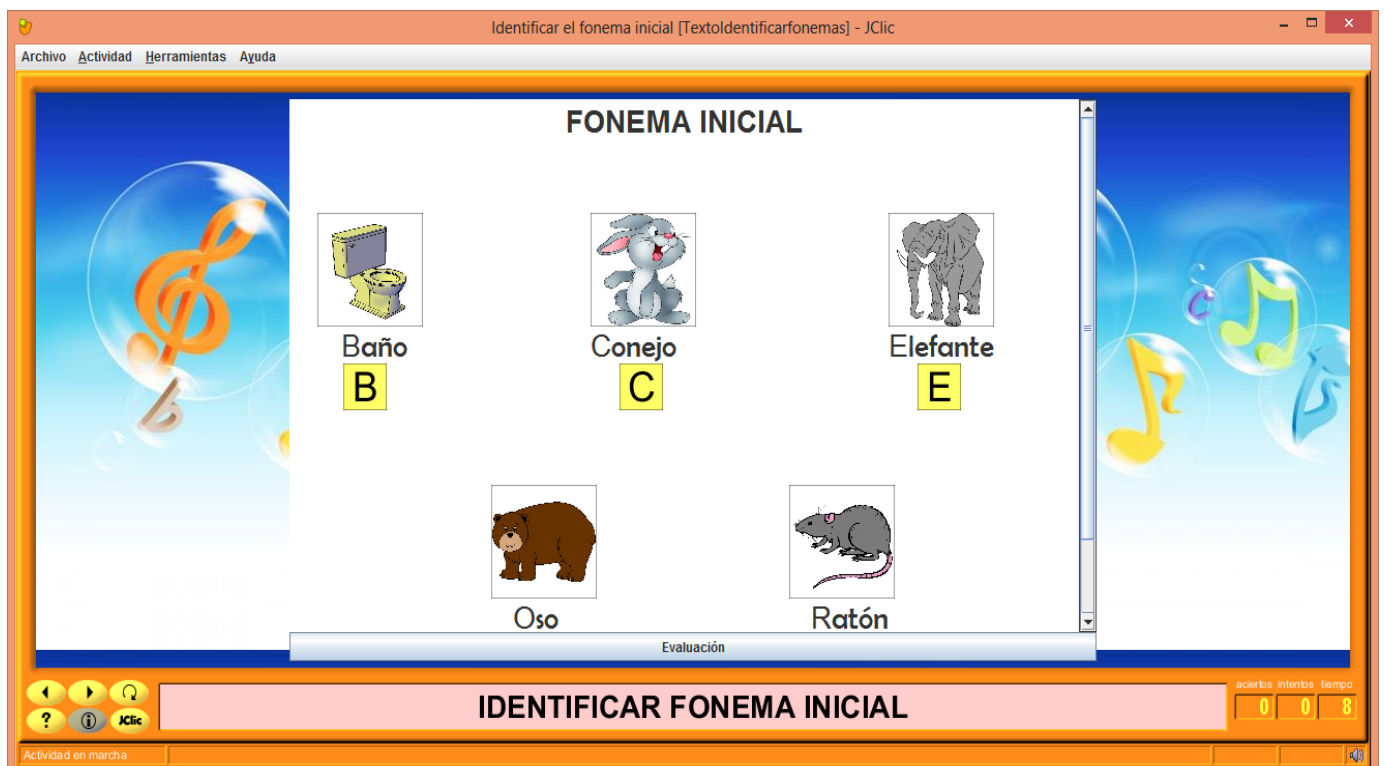 Identificar el fonema inicial [TextoIdentificarfonemas] - JClic
Archivo Actividad Herramientas Ayuda
FONEMA INICIAL
Baño Conejo Elefante
B C E
Oso Ratón
Evaluación
aciertos intentos tiempo
IDENTIFICAR FONEMA INICIAL
0 0 8
? i JClic
Actividad en marcha